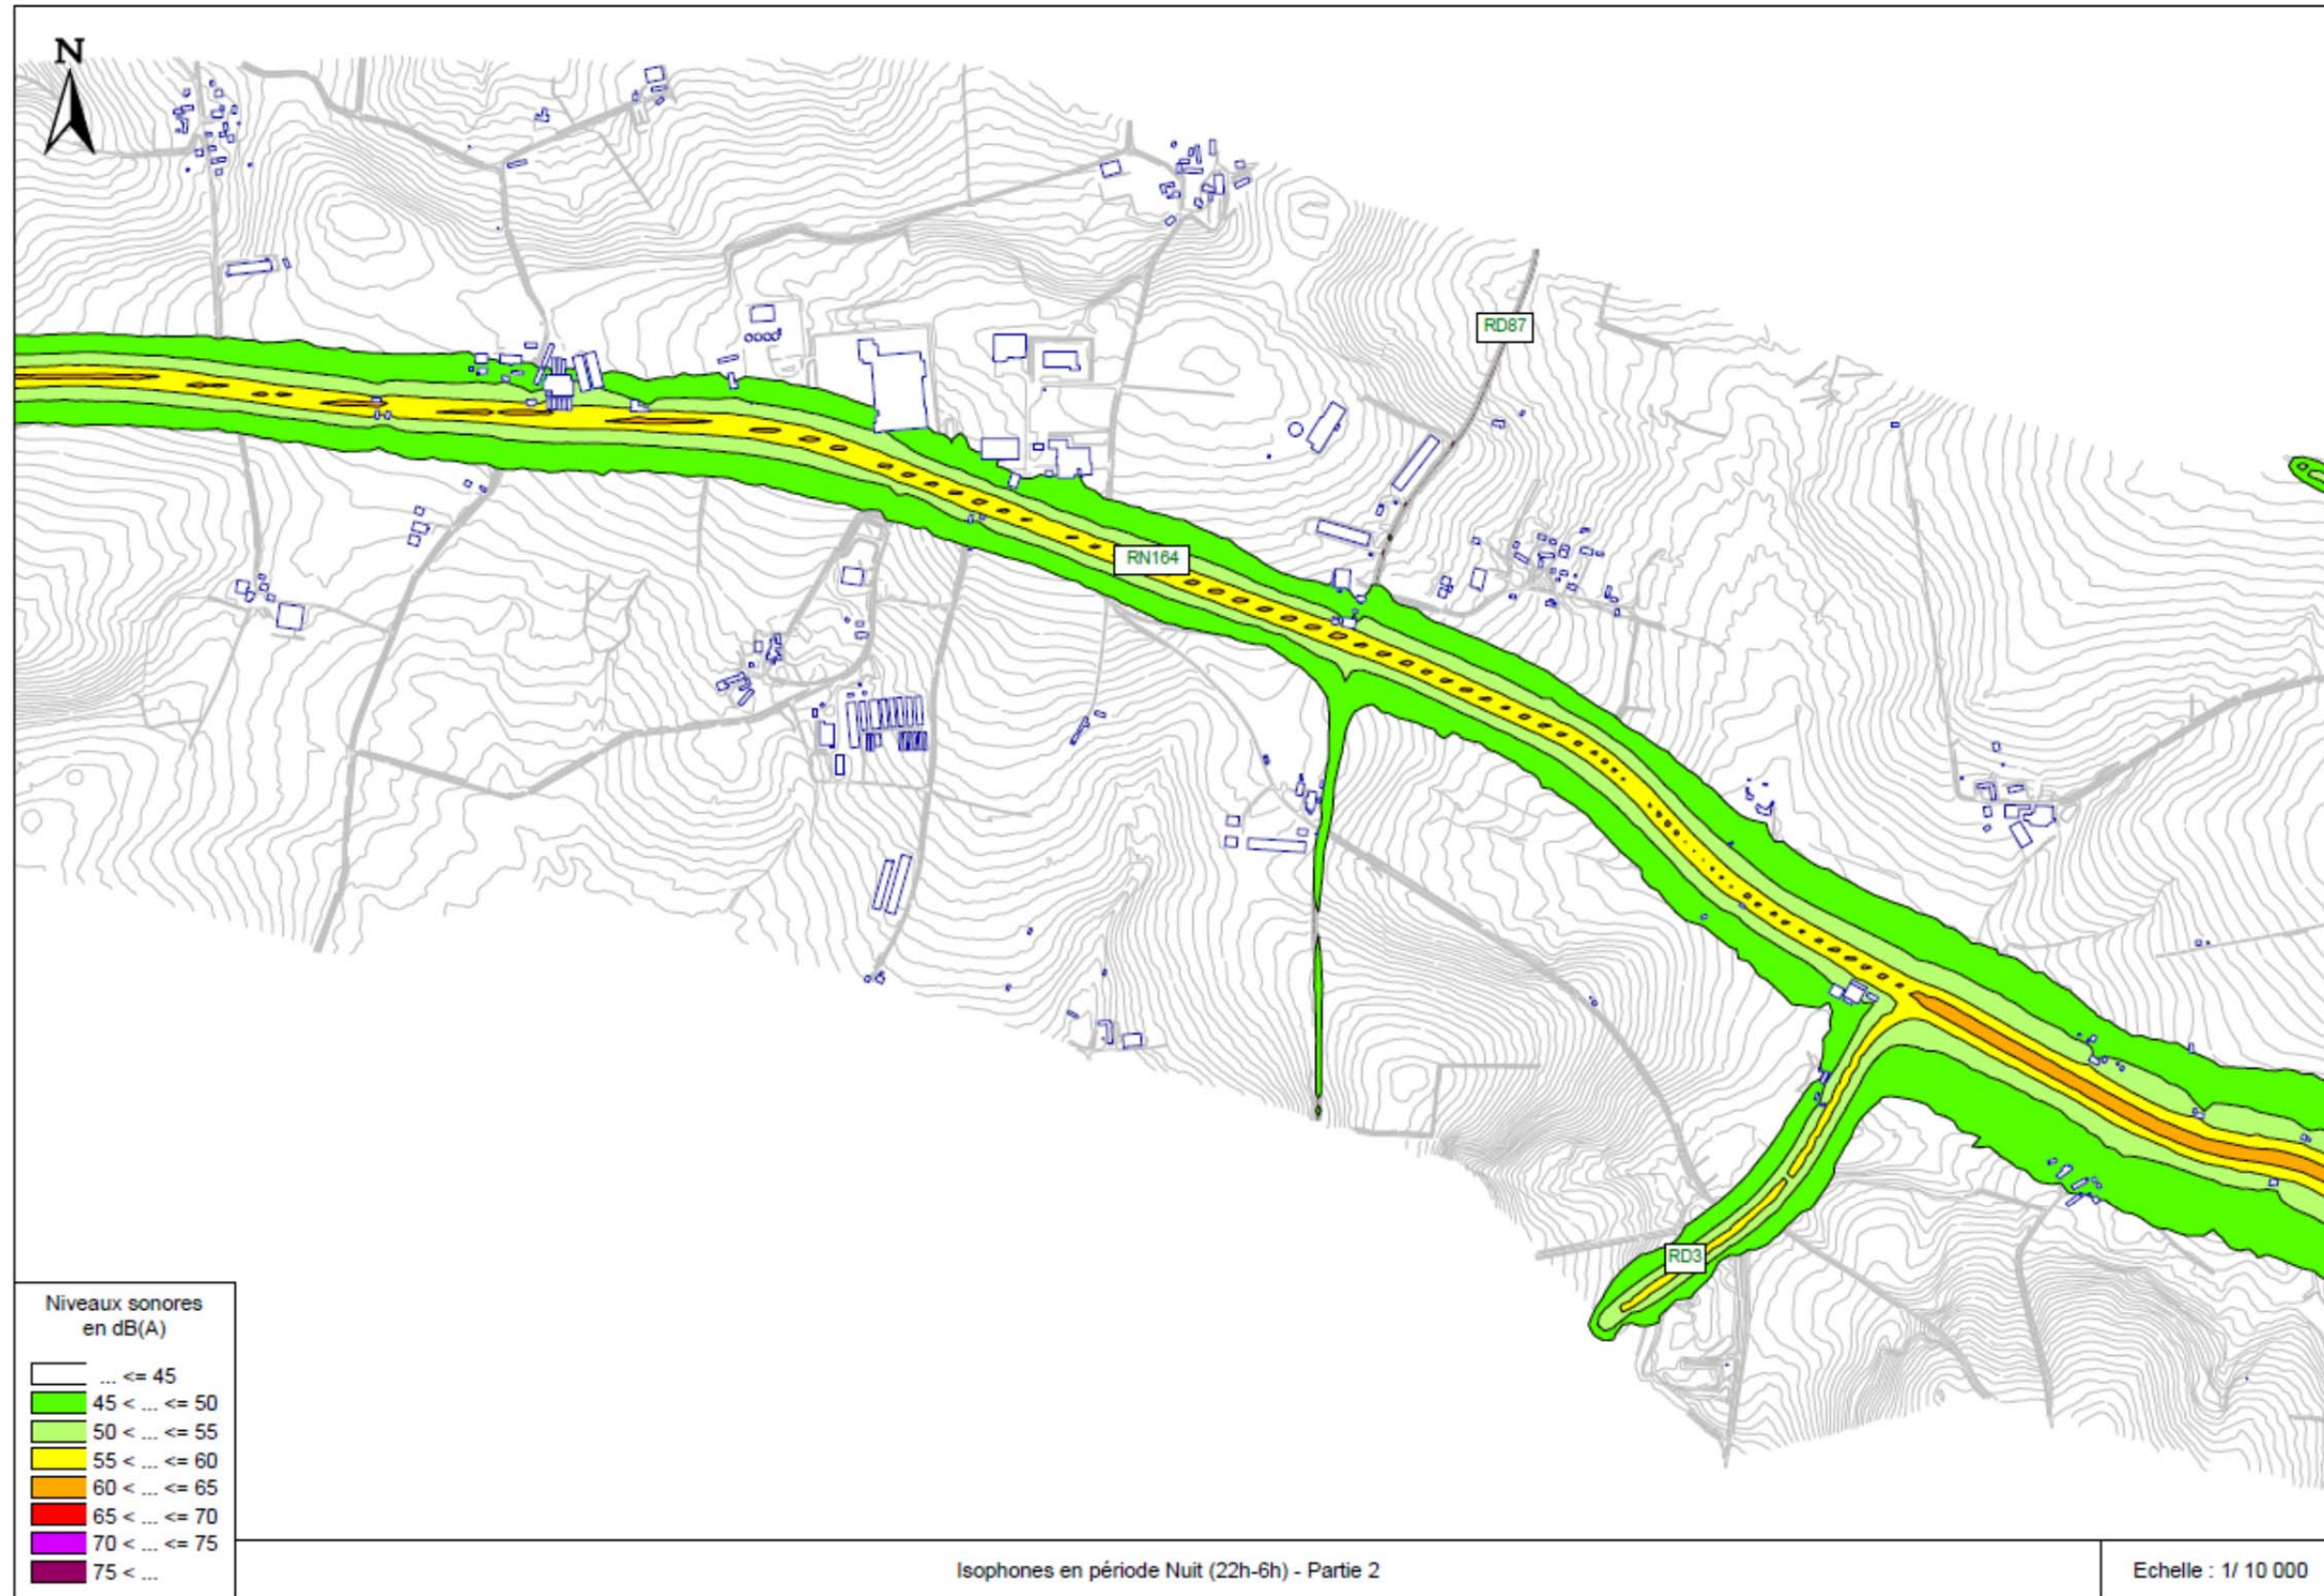 N
RD87
RN164
RD3
Niveaux sonores
en dB(A)
... <= 45
45 < ... <= 50
50 < ... <= 55
55 < ... <= 60
60 < ... <= 65
65 < ... <= 70
70 < ... <= 75
75 < ...
Isophones en période Nuit (22h-6h) - Partie 2
Echelle : 1/ 10 000